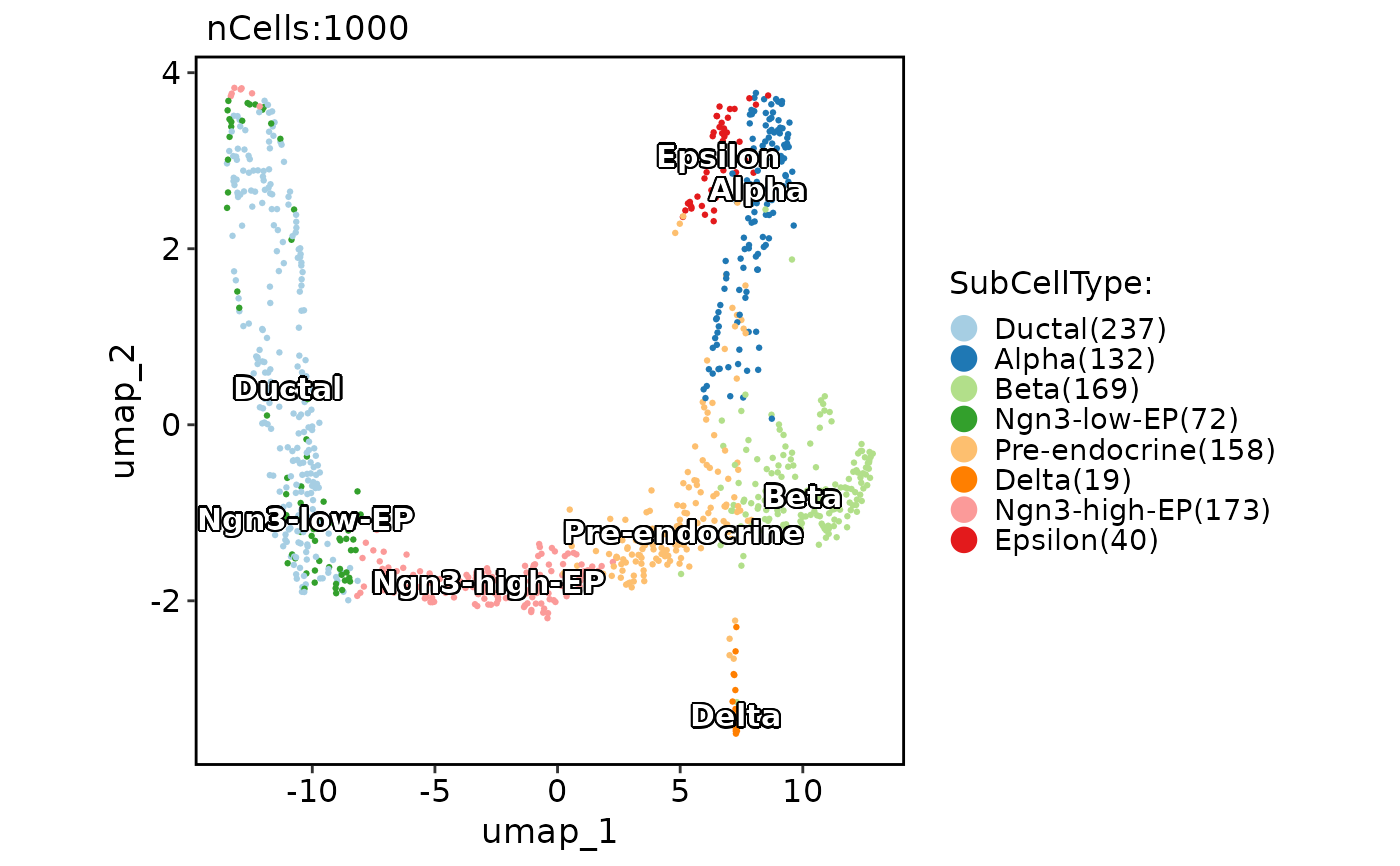 nCells:1000
4
2
0
-2
umap_2
Epsilon
Alpha
Ductal
Beta
Ngn3-low-EP
Pre-endocrine
Ngn3-high-EP
Delta
-10
-5
0
5
10
umap_1
SubCellType:
Ductal(237)
Alpha(132)
Beta(169)
Ngn3-low-EP(72)
Pre-endocrine(158)
Delta(19)
Ngn3-high-EP(173)
Epsilon(40)